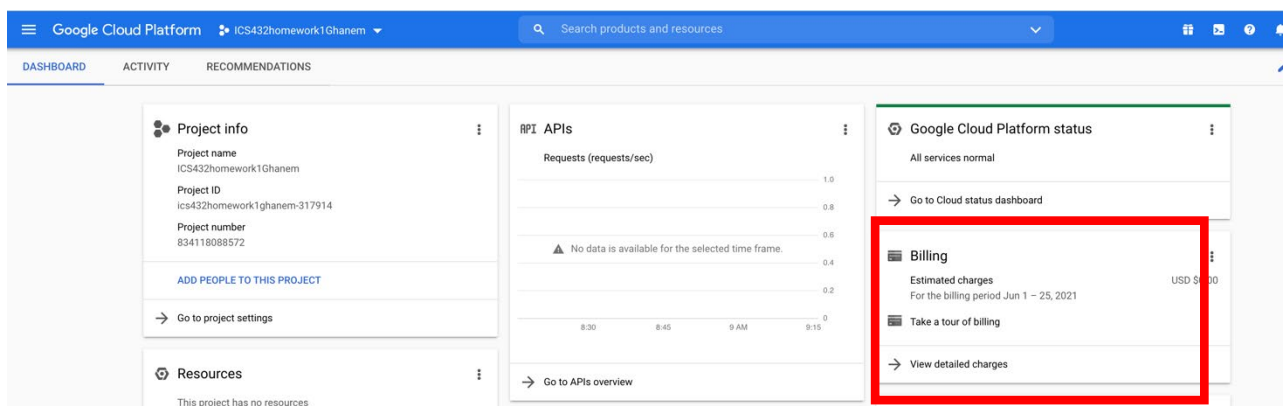 Google Cloud Platform ICS432homework1Ghanem Search products and resources
DASHBOARD ACTIVITY RECOMMENDATIONS
Project info
Project name
ICS432homework1Ghanem
Project ID
ics432homework1ghanem-317914
Project number
834118088572
ADD PEOPLE TO THIS PROJECT
Go to project settings
Resources
This project has no resources
API APIs
Requests (requests/sec)
1.0
0.8
0.6
No data is available for the selected time frame.
0.4
0.2
0
8:30 8:45 9 AM 9:15
Go to APIs overview
Google Cloud Platform status
All services normal
Go to Cloud status dashboard
Billing
Estimated charges USD $
For the billing period Jun 1 – 25, 2021
Take a tour of billing
View detailed charges